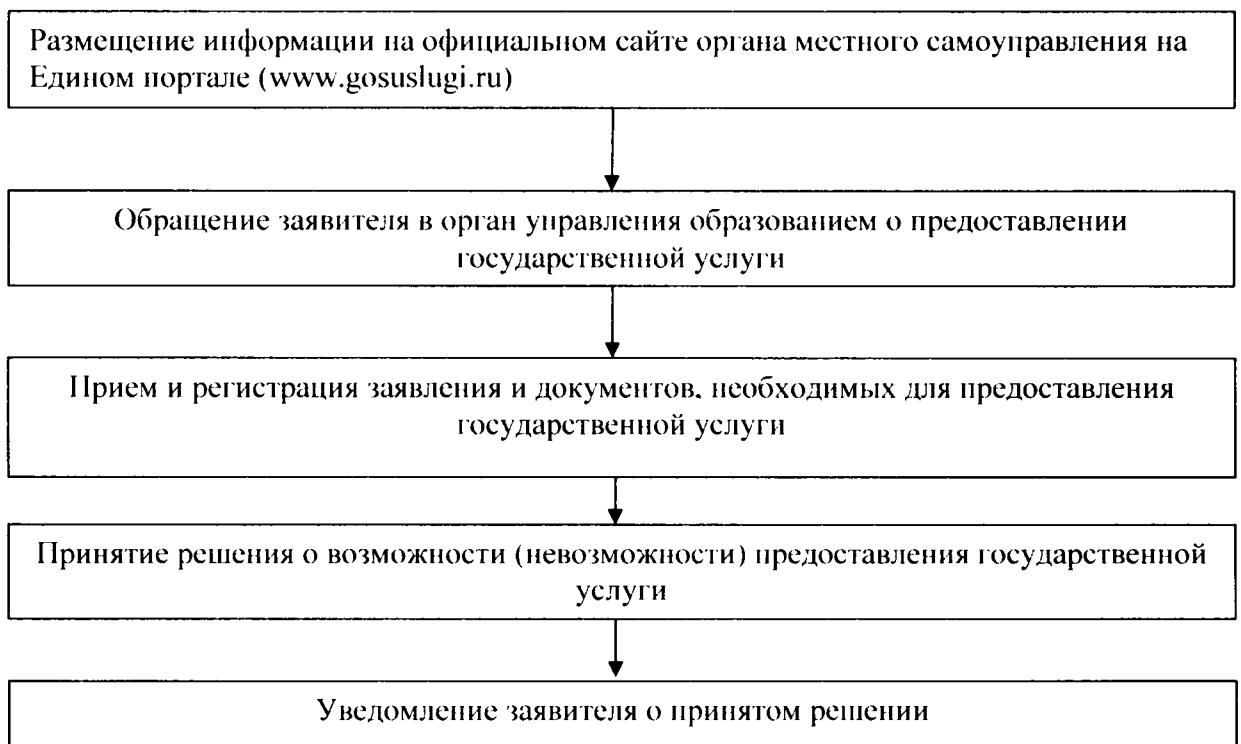 Размещение информации на официальном сайте органа местного самоуправления на
Едином портале (www.gosuslugi.ru)
Обращение заявителя в орган управления образованием о предоставлении
государственной услуги
Прием и регистрация заявления и документов, необходимых для предоставления
государственной услуги
Принятие решения о возможности (невозможности) предоставления государственной
услуги
Уведомление заявителя о принятом решении